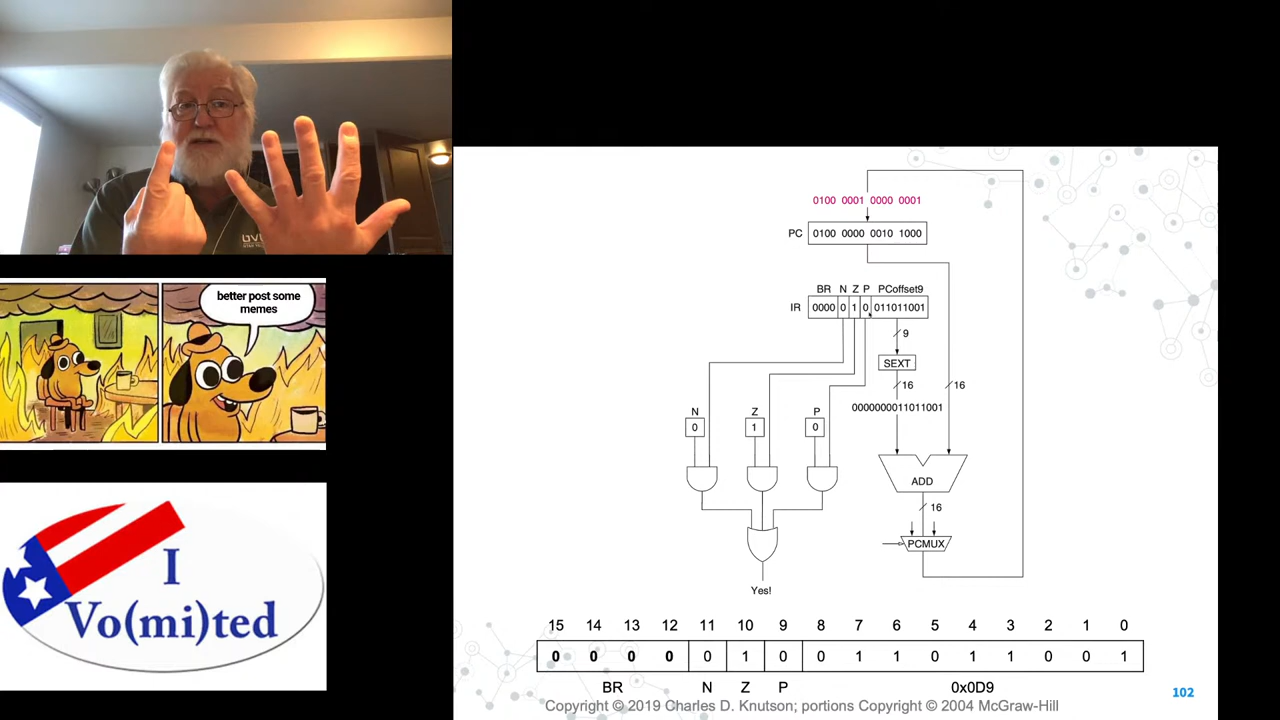 UVU
better post some
memes
I
Vo(mi)ted
0100 0001 0000 0001
PC 0100 0000 0010 1000
BR N Z P PCoffset9
IR 0000 0 1 0 011011001
9
SEXT
16 16
0000000011011001
N Z P
0 1 0
ADD
16
PCMUX
Yes!
15 14 13 12 11 10 9 8 7 6 5 4 3 2 1 0
0 0 0 0 0 1 0 0 1 1 0 1 1 0 0 1
BR N Z P 0x0D9
Copyright © 2019 Charles D. Knutson; portions Copyright © 2004 McGraw-Hill
102